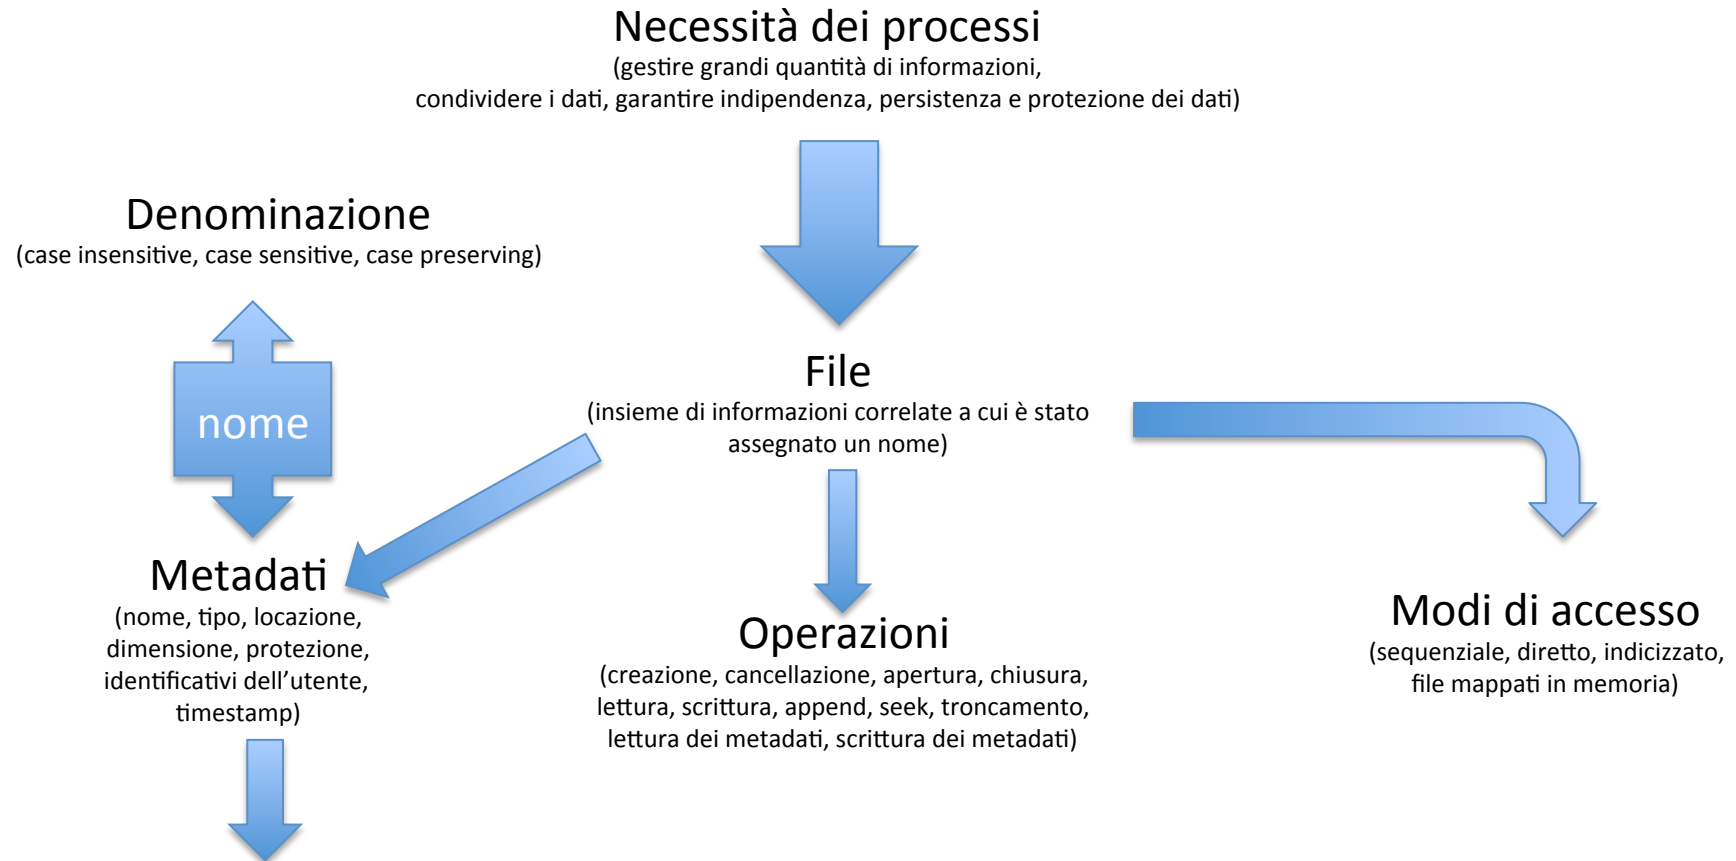 Necessità dei processi
(gestire grandi quantità di informazioni,
condividere i dati, garantire indipendenza, persistenza e protezione dei dati)
Denominazione
(case insensitive, case sensitive, case preserving)
nome
File
(insieme di informazioni correlate a cui è stato
assegnato un nome)
Metadati
(nome, tipo, locazione,
dimensione, protezione,
identificativi dell'utente,
timestamp)
Operazioni
(creazione, cancellazione, apertura, chiusura,
lettura, scrittura, append, seek, troncamento,
lettura dei metadati, scrittura dei metadati)
Modi di accesso
(sequenziale, diretto, indicizzato,
file mappati in memoria)